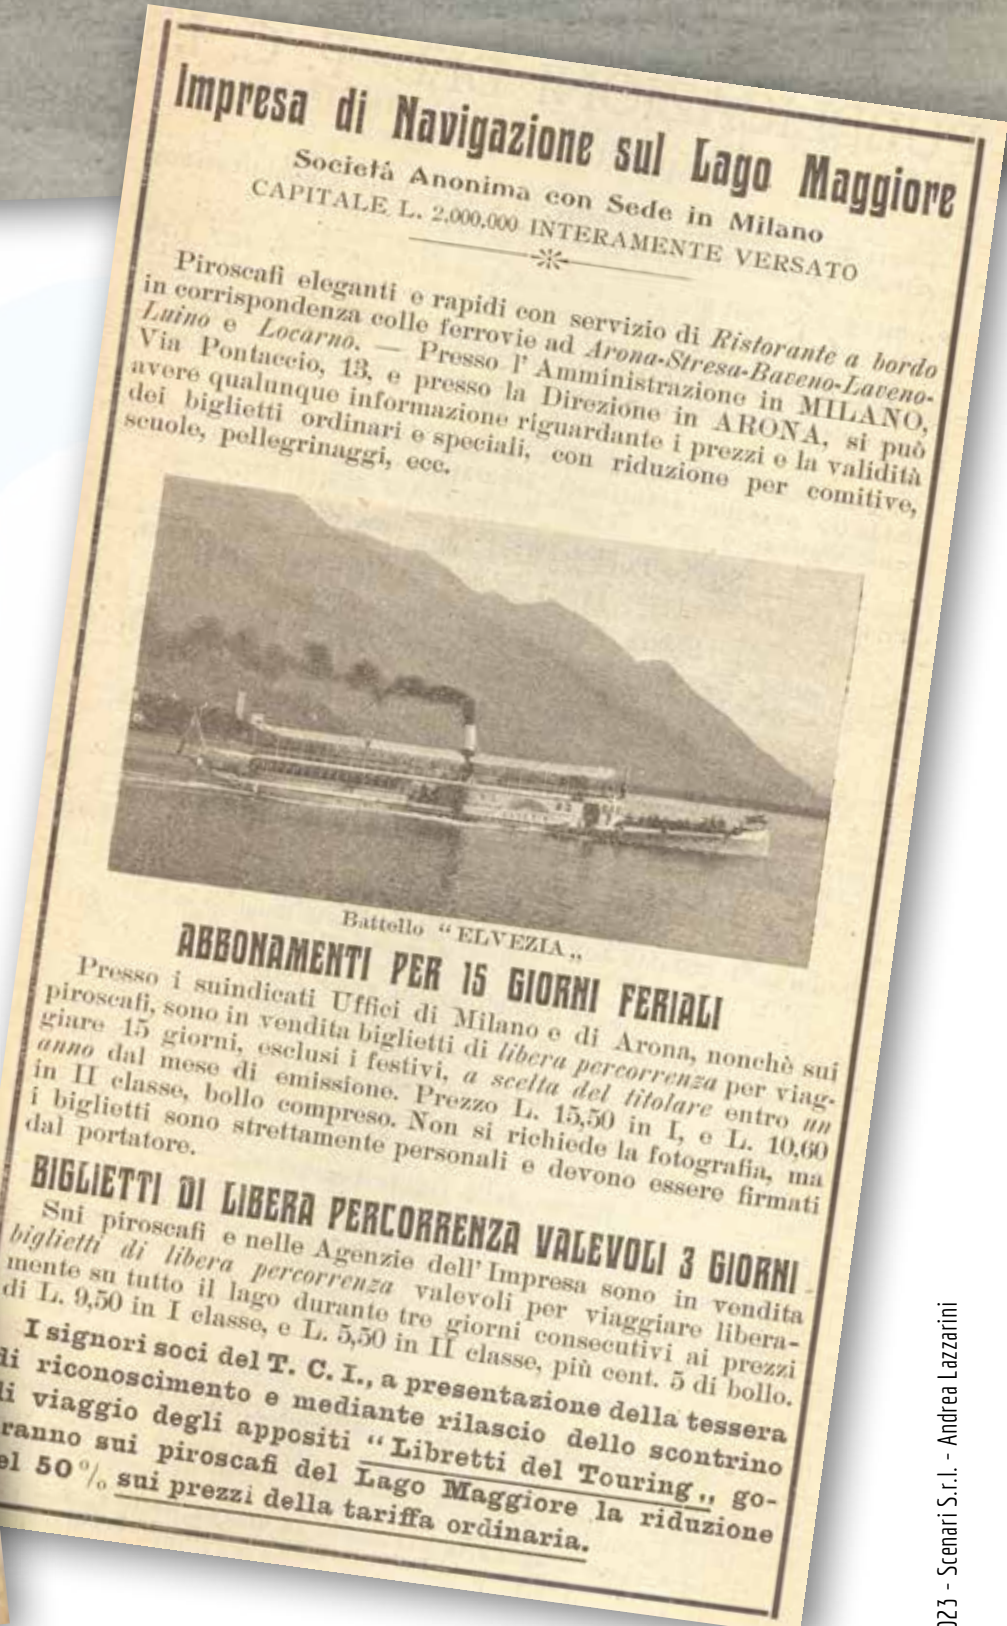 Impresa di Navigazione sul Lago Maggiore
Società Anonima con Sede in Milano
CAPITALE L. 2.000.000 INTERAMENTE VERSATO
Piroscafi eleganti e rapidi con servizio di Ristorante a bordo
in corrispondenza colle ferrovie ad Arona-Stresa-Baveno-Laveno-
Luino e Locarno. — Presso l'Amministrazione in MILANO,
Via Pontaccio, 13, e presso la Direzione in ARONA, si può
avere qualunque informazione riguardante i prezzi e la validità
dei biglietti ordinari e speciali, con riduzione per comitive,
scuole, pellegrinaggi, ecc.
Battello “ELVEZIA„
ABBONAMENTI PER 15 GIORNI FERIALI
Presso i suindicati Uffici di Milano e di Arona, nonchè sui
piroscafi, sono in vendita biglietti di libera percorrenza per viag-
giare 15 giorni, esclusi i festivi, a scelta del titolare entro un
anno dal mese di emissione. Prezzo L. 15,50 in I, e L. 10,60
in II classe, bollo compreso. Non si richiede la fotografia, ma
i biglietti sono strettamente personali e devono essere firmati
dal portatore.
BIGLIETTI DI LIBERA PERCORRENZA VALEVOLI 3 GIORNI
Sui piroscafi e nelle Agenzie dell'Impresa sono in vendita
biglietti di libera percorrenza valevoli per viaggiare libera-
mente su tutto il lago durante tre giorni consecutivi ai prezzi
di L. 9,50 in I classe, e L. 5,50 in II classe, più cent. 5 di bollo.
I signori soci del T. C. I., a presentazione della tessera
di riconoscimento e mediante rilascio dello scontrino
di viaggio degli appositi “Libretti del Touring„ go-
ranno sui piroscafi del Lago Maggiore la riduzione
el 50 % sui prezzi della tariffa ordinaria.
023 - Scenari S.r.l. - Andrea Lazzarini